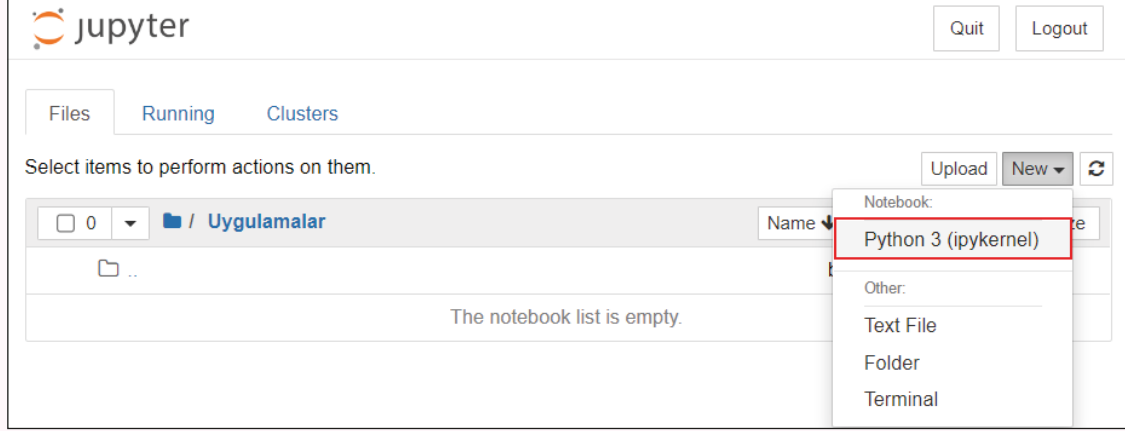 jupyter
Quit Logout
Files Running Clusters
Select items to perform actions on them.
Upload New
Notebook:
0 / Uygulamalar Name
Python 3 (ipykernel)
..
Other:
The notebook list is empty.
Text File
Folder
Terminal